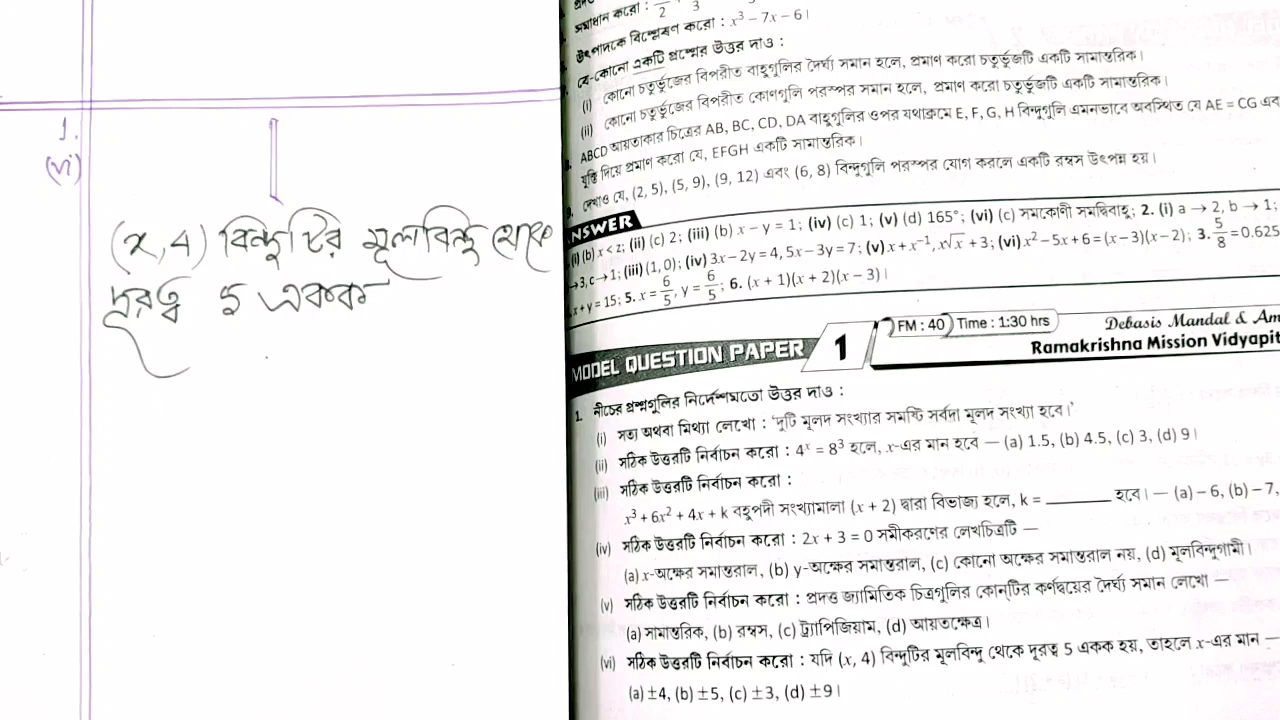 1.
(vi)
(x, 4) বিন্দুটির মূলবিন্দু থেকে
দূরত্ব 5 একক
সমাধান করো :
উৎপাদকে বিশ্লেষণ করো : x³ − 7x − 6।
যে-কোনো একটি প্রশ্নের উত্তর দাও :
(i) কোনো চতুর্ভুজের বিপরীত বাহুগুলির দৈর্ঘ্য সমান হলে, প্রমাণ করো চতুর্ভুজটি একটি সামান্তরিক।
(ii) কোনো চতুর্ভুজের বিপরীত কোণগুলি পরস্পর সমান হলে, প্রমাণ করো চতুর্ভুজটি একটি সামান্তরিক।
ABCD আয়তাকার চিত্রের AB, BC, CD, DA বাহুগুলির ওপর যথাক্রমে E, F, G, H বিন্দুগুলি এমনভাবে অবস্থিত যে AE = CG এব
যুক্তি দিয়ে প্রমাণ করো যে, EFGH একটি সামান্তরিক।
দেখাও যে, (2, 5), (5, 9), (9, 12) এবং (6, 8) বিন্দুগুলি পরস্পর যোগ করলে একটি রম্বস উৎপন্ন হয়।
NSWER
(i) (b) x < z; (ii) (c) 2; (iii) (b) x − y = 1; (iv) (c) 1; (v) (d) 165°; (vi) (c) সমকোণী সমদ্বিবাহু; 2. (i) a → 2, b → 1;
→ 3, c → 1; (iii) (1, 0); (iv) 3x − 2y = 4, 5x − 3y = 7; (v) x + x⁻¹, x√x + 3; (vi) x² − 5x + 6 = (x − 3)(x − 2); 3. 5/8 = 0.625
x + y = 15; 5. x = 6/5, y = 6/5; 6. (x + 1)(x + 2)(x − 3)।
MODEL QUESTION PAPER 1 FM : 40 Time : 1:30 hrs Debasis Mandal & Am
Ramakrishna Mission Vidyapit
1. নীচের প্রশ্নগুলির নির্দেশমতো উত্তর দাও :
(i) সত্য অথবা মিথ্যা লেখো : ‘দুটি মূলদ সংখ্যার সমষ্টি সর্বদা মূলদ সংখ্যা হবে।’
(ii) সঠিক উত্তরটি নির্বাচন করো : 4ˣ = 8³ হলে, x-এর মান হবে — (a) 1.5, (b) 4.5, (c) 3, (d) 9।
(iii) সঠিক উত্তরটি নির্বাচন করো :
x³ + 6x² + 4x + k বহুপদী সংখ্যামালা (x + 2) দ্বারা বিভাজ্য হলে, k = ________ হবে। — (a) − 6, (b) − 7,
(iv) সঠিক উত্তরটি নির্বাচন করো : 2x + 3 = 0 সমীকরণের লেখচিত্রটি —
(a) x-অক্ষের সমান্তরাল, (b) y-অক্ষের সমান্তরাল, (c) কোনো অক্ষের সমান্তরাল নয়, (d) মূলবিন্দুগামী।
(v) সঠিক উত্তরটি নির্বাচন করো : প্রদত্ত জ্যামিতিক চিত্রগুলির কোন্‌টির কর্ণদ্বয়ের দৈর্ঘ্য সমান লেখো —
(a) সামান্তরিক, (b) রম্বস, (c) ট্র্যাপিজিয়াম, (d) আয়তক্ষেত্র।
(vi) সঠিক উত্তরটি নির্বাচন করো : যদি (x, 4) বিন্দুটির মূলবিন্দু থেকে দূরত্ব 5 একক হয়, তাহলে x-এর মান —
(a) ±4, (b) ±5, (c) ±3, (d) ±9।